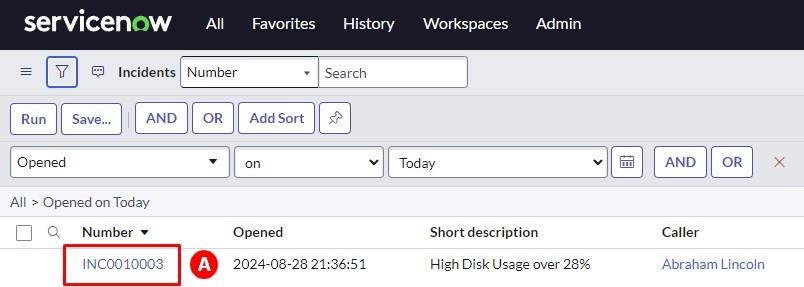 servicenow All Favorites History Workspaces Admin
Incidents Number Search
Run Save... AND OR Add Sort
Opened on Today AND OR
All > Opened on Today
Number Opened Short description Caller
INC0010003 A 2024-08-28 21:36:51 High Disk Usage over 28% Abraham Lincoln